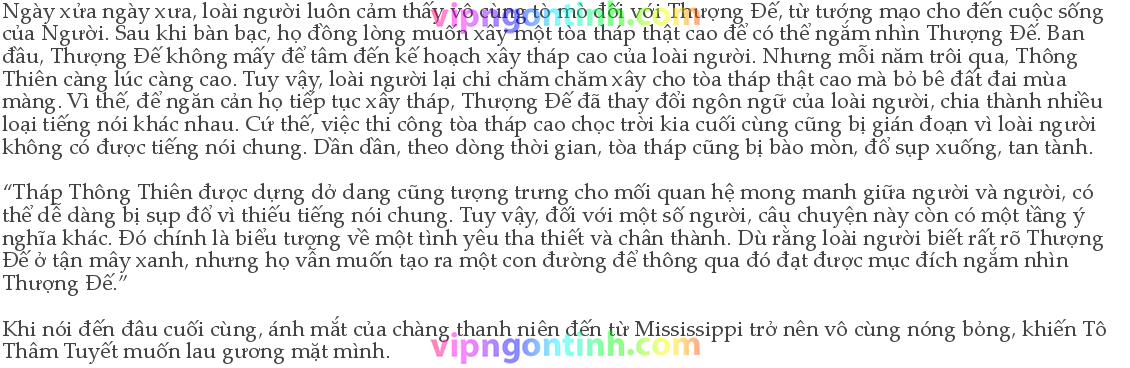 Ngày xửa ngày xưa, loài người luôn cảm thấy vô cùng tò mò đối với Thượng Đế, từ tướng mạo cho đến cuộc sống
vipngontinh.com
của Người. Sau khi bàn bạc, họ đồng lòng muốn xây một tòa tháp thật cao để có thể ngắm nhìn Thượng Đế. Ban
đầu, Thượng Đế không mấy để tâm đến kế hoạch xây tháp cao của loài người. Nhưng mỗi năm trôi qua, Thông
Thiên càng lúc càng cao. Tuy vậy, loài người lại chỉ chăm chăm xây cho tòa tháp thật cao mà bỏ bê đất đai mùa
màng. Vì thế, để ngăn cản họ tiếp tục xây tháp, Thượng Đế đã thay đổi ngôn ngữ của loài người, chia thành nhiều
loại tiếng nói khác nhau. Cứ thế, việc thi công tòa tháp cao chọc trời kia cuối cùng cũng bị gián đoạn vì loài người
không có được tiếng nói chung. Dần dần, theo dòng thời gian, tòa tháp cũng bị bào mòn, đổ sụp xuống, tan tành.
“Tháp Thông Thiên được dựng dở dang cũng tượng trưng cho mối quan hệ mong manh giữa người và người, có
thể dễ dàng bị sụp đổ vì thiếu tiếng nói chung. Tuy vậy, đối với một số người, câu chuyện này còn có một tầng ý
nghĩa khác. Đó chính là biểu tượng về một tình yêu tha thiết và chân thành. Dù rằng loài người biết rất rõ Thượng
Đế ở tận mây xanh, nhưng họ vẫn muốn tạo ra một con đường để thông qua đó đạt được mục đích ngắm nhìn
Thượng Đế.”
Khi nói đến đâu cuối cùng, ánh mắt của chàng thanh niên đến từ Mississippi trở nên vô cùng nóng bỏng, khiến Tô
Thâm Tuyết muốn lau gương mặt mình.
vipngontinh.com